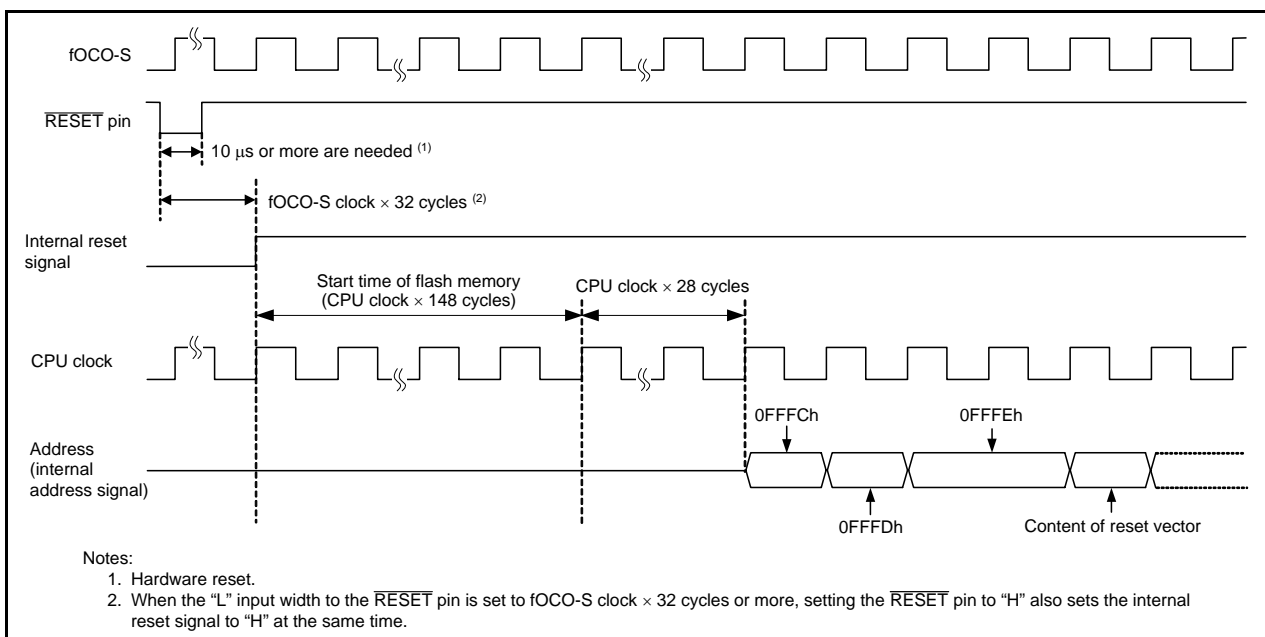 fOCO-S
RESET pin
10 μs or more are needed (1)
fOCO-S clock × 32 cycles (2)
Internal reset
signal
Start time of flash memory
(CPU clock × 148 cycles)
CPU clock × 28 cycles
CPU clock
0FFFCh
0FFFEh
Address
(internal
address signal)
0FFFDh
Content of reset vector
Notes:
1. Hardware reset.
2. When the “L” input width to the RESET pin is set to fOCO-S clock × 32 cycles or more, setting the RESET pin to “H” also sets the internal
reset signal to “H” at the same time.